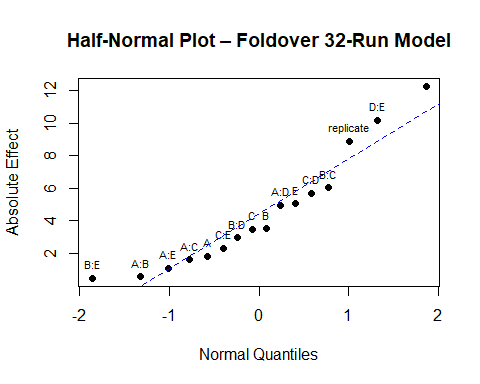 Half-Normal Plot – Foldover 32-Run Model
Absolute Effect
12
10
8
6
4
2
D:E
replicate
C:D
B:C
A:D
E
C
B
B:D
C:E
A
A:C
A:E
A:B
B:E
-2
-1
0
1
2
Normal Quantiles